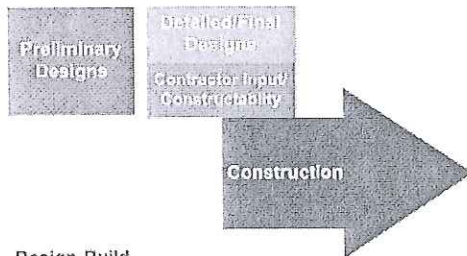 Preliminary
Designs
Detailed/Final
Designs
Contractor Input/
Constructability
Construction
Design-Build